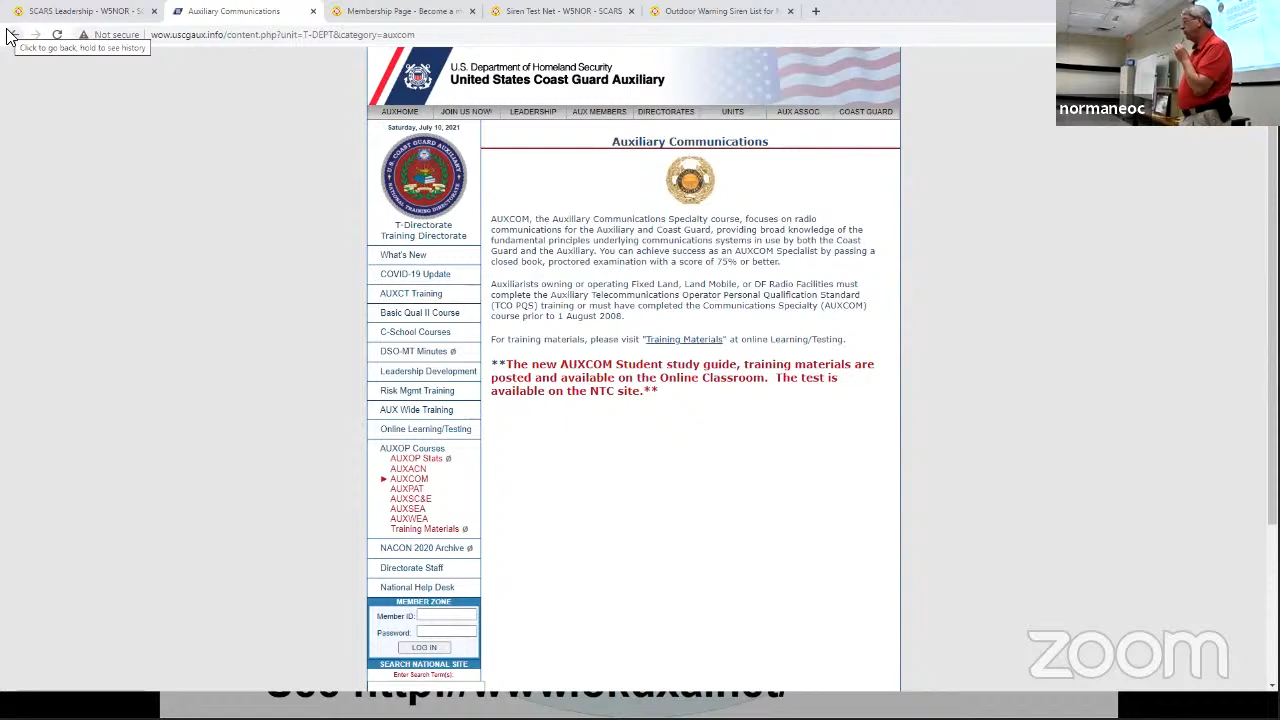 SCARS Leadership - W5NOR - SC
Auxiliary Communications
Membership Page - Become a m
Siren Test Net - W5NOR - SCARS
Outdoor Warning Siren List for
Not secure
wow.uscgaux.info/content.php?unit=T-DEPT&category=auxcom
Click to go back, hold to see history
normaneoc
U.S. Department of Homeland Security
United States Coast Guard Auxiliary
AUXHOME
JOIN US NOW!
LEADERSHIP
AUX MEMBERS
DIRECTORATES
UNITS
AUX ASSOC
COAST GUARD
Saturday, July 10, 2021
U.S. COAST GUARD AUXILIARY
NATIONAL TRAINING DIRECTORATE
T-Directorate
Training Directorate
What's New
COVID-19 Update
AUXCT Training
Basic Qual II Course
C-School Courses
DSO-MT Minutes
Leadership Development
Risk Mgmt Training
AUX Wide Training
Online Learning/Testing
AUXOP Courses
AUXOP Stats
AUXACN
AUXCOM
AUXPAT
AUXSC&E
AUXSEA
AUXWEA
Training Materials
NACON 2020 Archive
Directorate Staff
National Help Desk
MEMBER ZONE
Member ID:
Password:
LOG IN
SEARCH NATIONAL SITE
Enter Search Term(s):
Auxiliary Communications
AUXCOM, the Auxiliary Communications Specialty course, focuses on radio
communications for the Auxiliary and Coast Guard, providing broad knowledge of the
fundamental principles underlying communications systems in use by both the Coast
Guard and the Auxiliary. You can achieve success as an AUXCOM Specialist by passing a
closed book, proctored examination with a score of 75% or better.
Auxiliarists owning or operating Fixed Land, Land Mobile, or DF Radio Facilities must
complete the Auxiliary Telecommunications Operator Personal Qualification Standard
(TCO PQS) training or must have completed the Communications Specialty (AUXCOM)
course prior to 1 August 2008.
For training materials, please visit "Training Materials" at online Learning/Testing.
**The new AUXCOM Student study guide, training materials are
posted and available on the Online Classroom. The test is
available on the NTC site.**
zoom